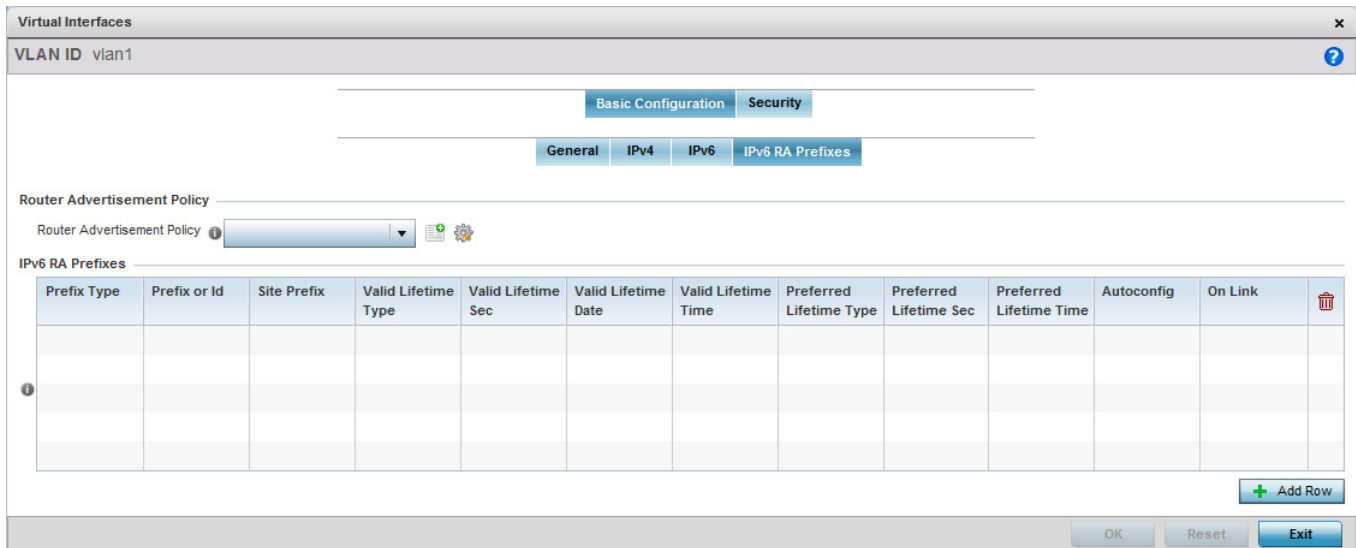 Virtual Interfaces
VLAN ID vlan1
Basic Configuration Security
General IPv4 IPv6 IPv6 RA Prefixes
Router Advertisement Policy
Router Advertisement Policy
IPv6 RA Prefixes
Prefix Type
Prefix or Id
Site Prefix
Valid Lifetime
Type
Valid Lifetime
Sec
Valid Lifetime
Date
Valid Lifetime
Time
Preferred
Lifetime Type
Preferred
Lifetime Sec
Preferred
Lifetime Time
Autoconfig
On Link
Add Row
OK Reset Exit